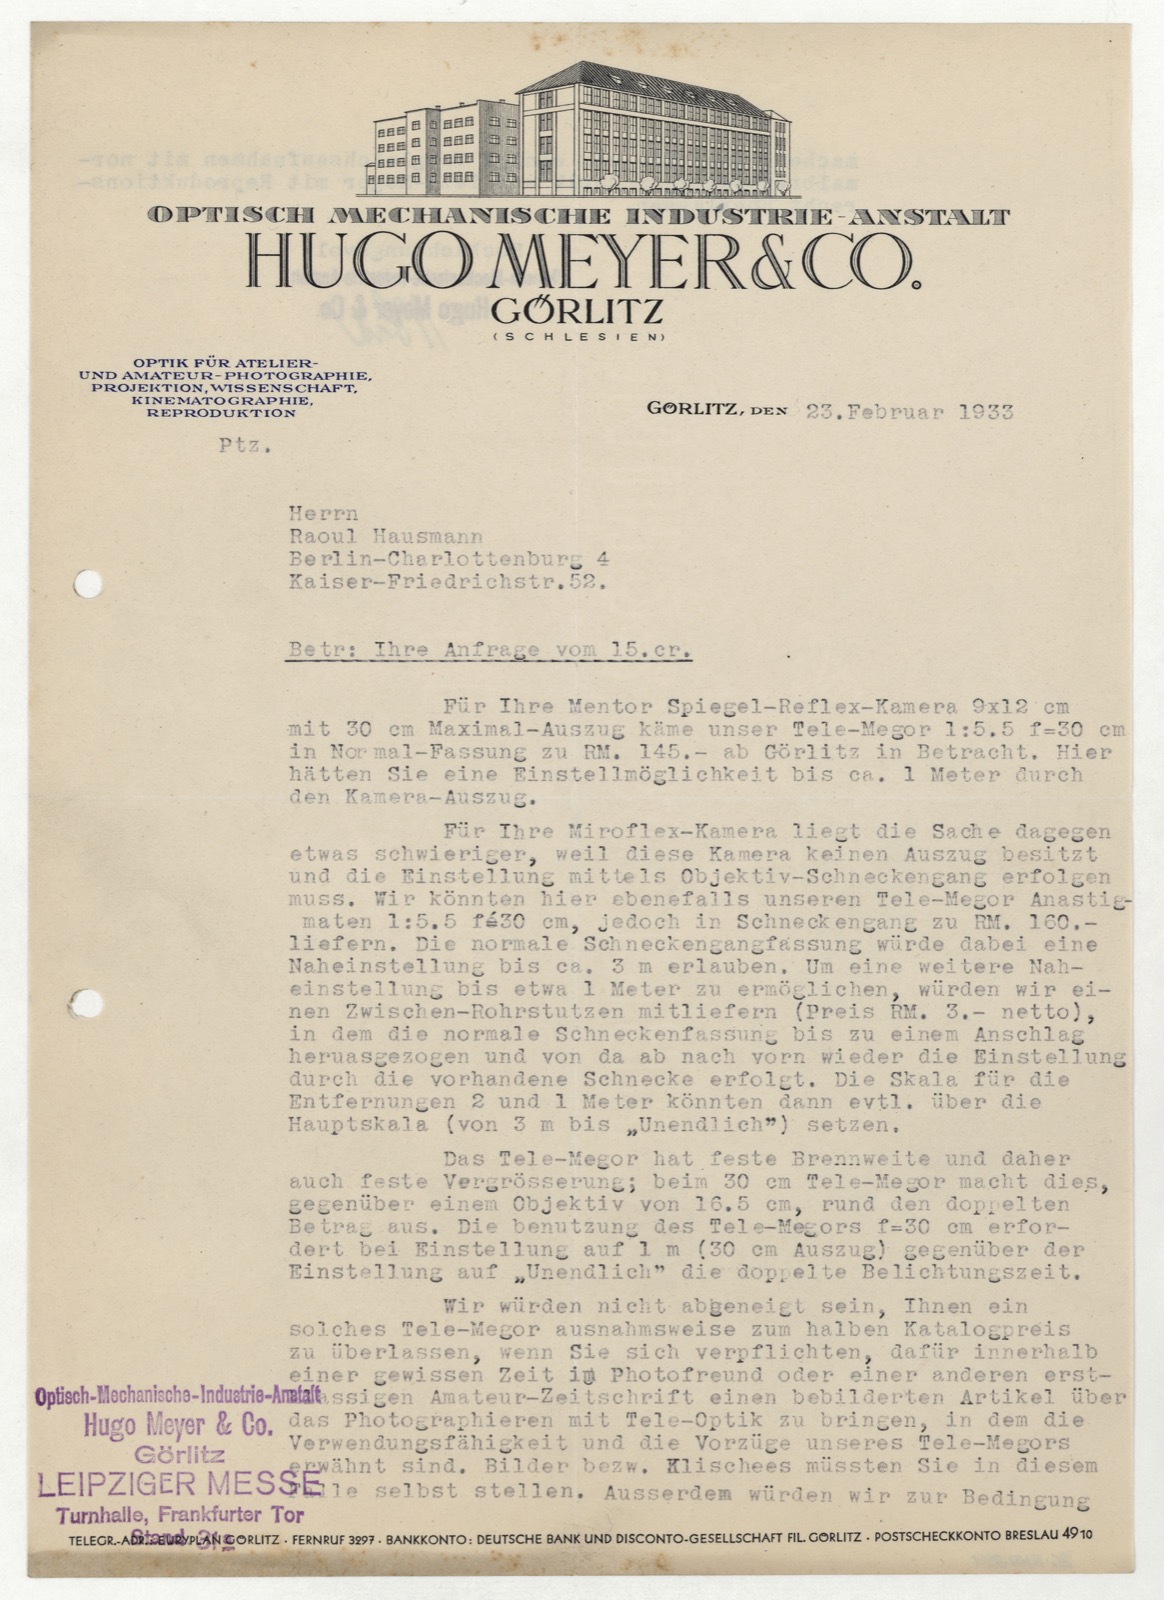 OPTISCH MECHANISCHE INDUSTRIE-ANSTALT
HUGO MEYER & CO.
GÖRLITZ
(SCHLESIEN)
OPTIK FÜR ATELIER-
UND AMATEUR-PHOTOGRAPHIE,
PROJEKTION, WISSENSCHAFT,
KINEMATOGRAPHIE,
REPRODUKTION
GÖRLITZ, DEN 23.Februar 1933
Ptz.
Herrn
Raoul Hausmann
Berlin-Charlottenburg 4
Kaiser-Friedrichstr.52.
Betr: Ihre Anfrage vom 15.cr.
Für Ihre Mentor Spiegel-Reflex-Kamera 9x12 cm
mit 30 cm Maximal-Auszug käme unser Tele-Megor 1:5.5 f=30 cm
in Normal-Fassung zu RM. 145.- ab Görlitz in Betracht. Hier
hätten Sie eine Einstellmöglichkeit bis ca. 1 Meter durch
den Kamera-Auszug.
Für Ihre Miroflex-Kamera liegt die Sache dagegen
etwas schwieriger, weil diese Kamera keinen Auszug besitzt
und die Einstellung mittels Objektiv-Schneckengang erfolgen
muss. Wir könnten hier ebenefalls unseren Tele-Megor Anastig-
maten 1:5.5 f=30 cm, jedoch in Schneckengang zu RM. 160.-
liefern. Die normale Schneckengangfassung würde dabei eine
Naheinstellung bis ca. 3 m erlauben. Um eine weitere Nah-
einstellung bis etwa 1 Meter zu ermöglichen, würden wir ei-
nen Zwischen-Rohrstutzen mitliefern (Preis RM. 3.- netto),
in dem die normale Schneckenfassung bis zu einem Anschlag
heruasgezogen und von da ab nach vorn wieder die Einstellung
durch die vorhandene Schnecke erfolgt. Die Skala für die
Entfernungen 2 und 1 Meter könnten dann evtl. über die
Hauptskala (von 3 m bis „Unendlich”) setzen.
Das Tele-Megor hat feste Brennweite und daher
auch feste Vergrösserung; beim 30 cm Tele-Megor macht dies,
gegenüber einem Objektiv von 16.5 cm, rund den doppelten
Betrag aus. Die benutzung des Tele-Megors f=30 cm erfor-
dert bei Einstellung auf 1 m (30 cm Auszug) gegenüber der
Einstellung auf „Unendlich” die doppelte Belichtungszeit.
Wir würden nicht abgeneigt sein, Ihnen ein
solches Tele-Megor ausnahmsweise zum halben Katalogpreis
zu überlassen, wenn Sie sich verpflichten, dafür innerhalb
einer gewissen Zeit im Photofreund oder einer anderen erst-
klassigen Amateur-Zeitschrift einen bebilderten Artikel über
das Photographieren mit Tele-Optik zu bringen, in dem die
Verwendungsfähigkeit und die Vorzüge unseres Tele-Megors
erwähnt sind. Bilder bezw. Klischees müssten Sie in diesem
Falle selbst stellen. Ausserdem würden wir zur Bedingung
Optisch-Mechanische-Industrie-Anstalt
Hugo Meyer & Co.
Görlitz
LEIPZIGER MESSE
Turnhalle, Frankfurter Tor
Stand
TELEGR.-ADR.: EURYPLAN GÖRLITZ · FERNRUF 3297 · BANKKONTO: DEUTSCHE BANK UND DISCONTO-GESELLSCHAFT FIL. GÖRLITZ · POSTSCHECKKONTO BRESLAU 49 10